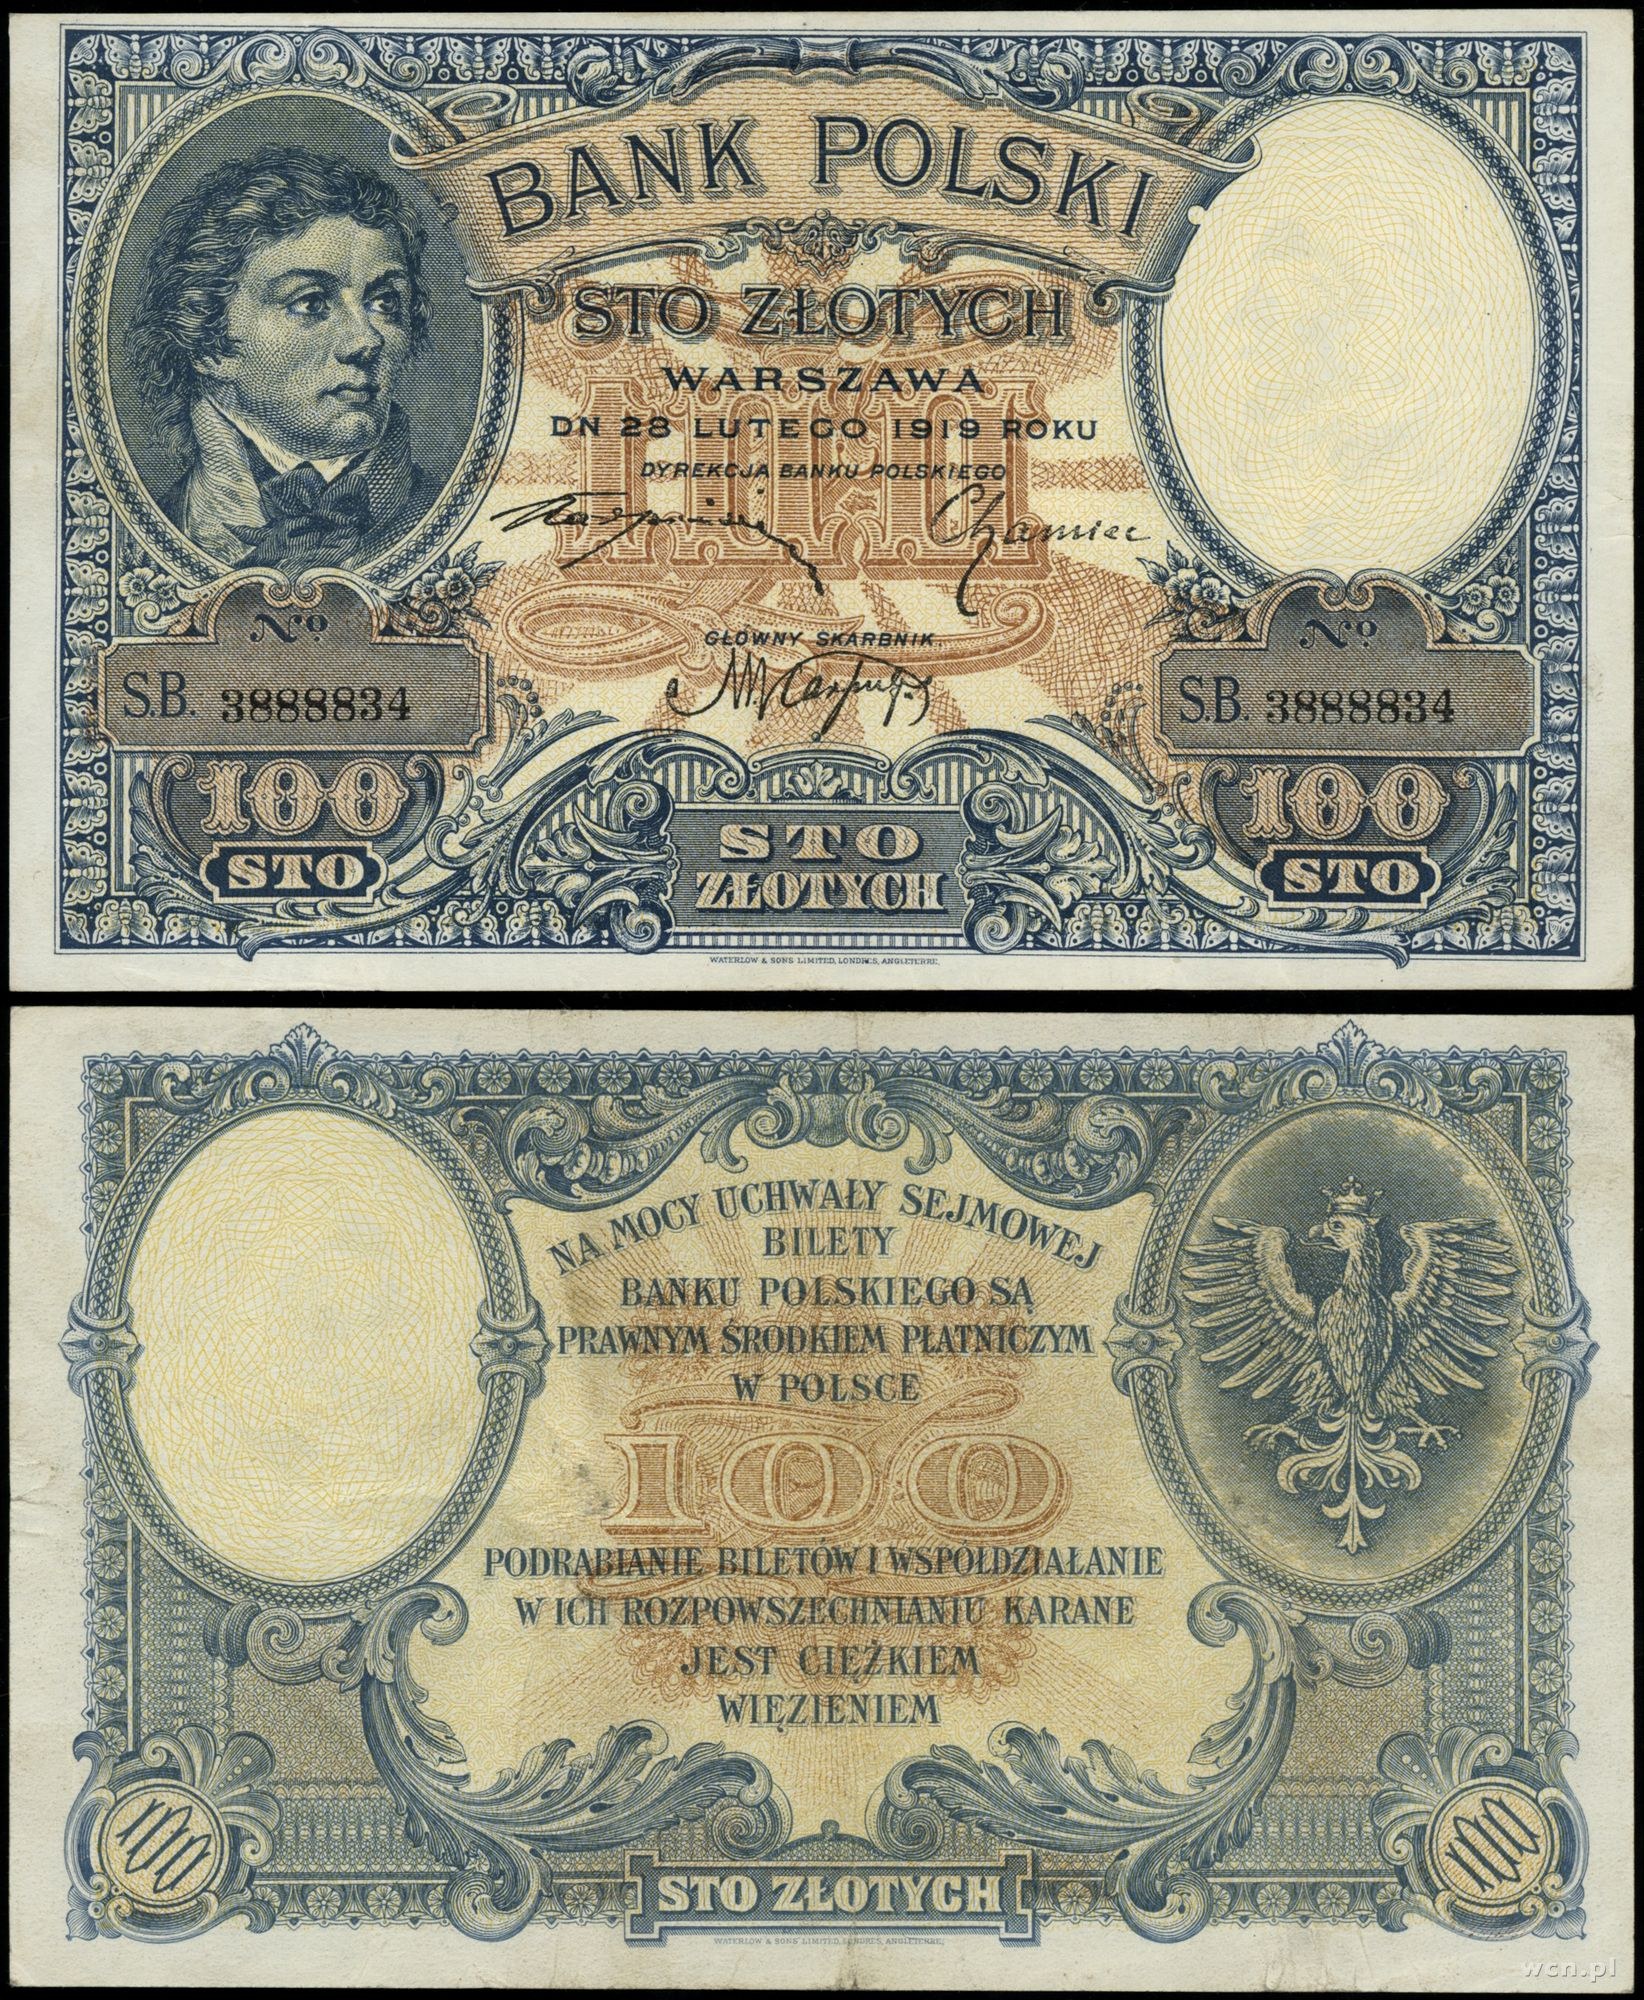 BANK POLSKI
STO ZŁOTYCH
WARSZAWA
DN 28 LUTEGO 1919 ROKU
DYREKCJA BANKU POLSKIEGO
Chamiec
GŁÓWNY SKARBNIK
No
S.B. 3888834
100
STO
No
S.B. 3888834
100
STO
STO
ZŁOTYCH
WATERLOW & SONS LIMITED, LONDRES, ANGLETERRE.
NA MOCY UCHWAŁY SEJMOWEJ
BILETY
BANKU POLSKIEGO SĄ
PRAWNYM ŚRODKIEM PŁATNICZYM
W POLSCE
100
PODRABIANIE BILETÓW I WSPÓŁDZIAŁANIE
W ICH ROZPOWSZECHNIANIU KARANE
JEST CIĘŻKIEM
WIĘZIENIEM
100
100
STO ZŁOTYCH
WATERLOW & SONS LIMITED, LONDRES, ANGLETERRE.
wcn.pl